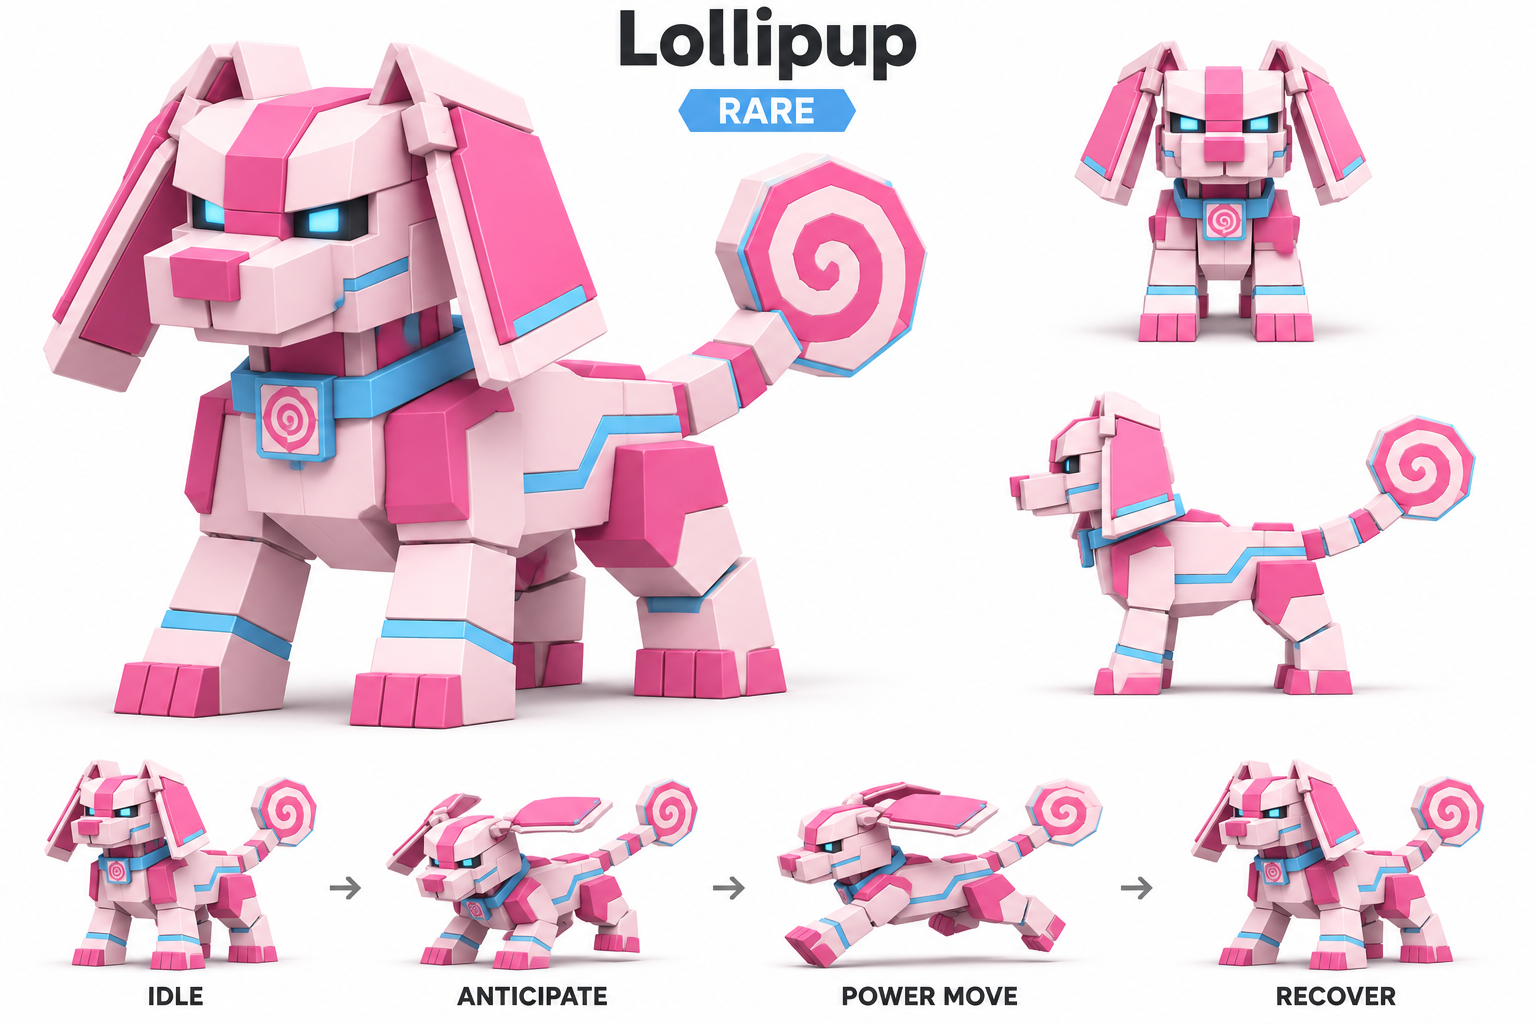 Lollipup
RARE
IDLE
ANTICIPATE
POWER MOVE
RECOVER